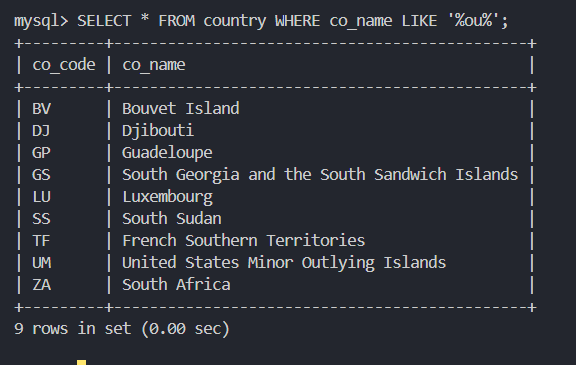 mysql> SELECT * FROM country WHERE co_name LIKE '%ou%';
+---------+----------------------------------------------+
| co_code | co_name                                      |
+---------+----------------------------------------------+
| BV      | Bouvet Island                                |
| DJ      | Djibouti                                     |
| GP      | Guadeloupe                                   |
| GS      | South Georgia and the South Sandwich Islands |
| LU      | Luxembourg                                   |
| SS      | South Sudan                                  |
| TF      | French Southern Territories                  |
| UM      | United States Minor Outlying Islands         |
| ZA      | South Africa                                 |
+---------+----------------------------------------------+
9 rows in set (0.00 sec)